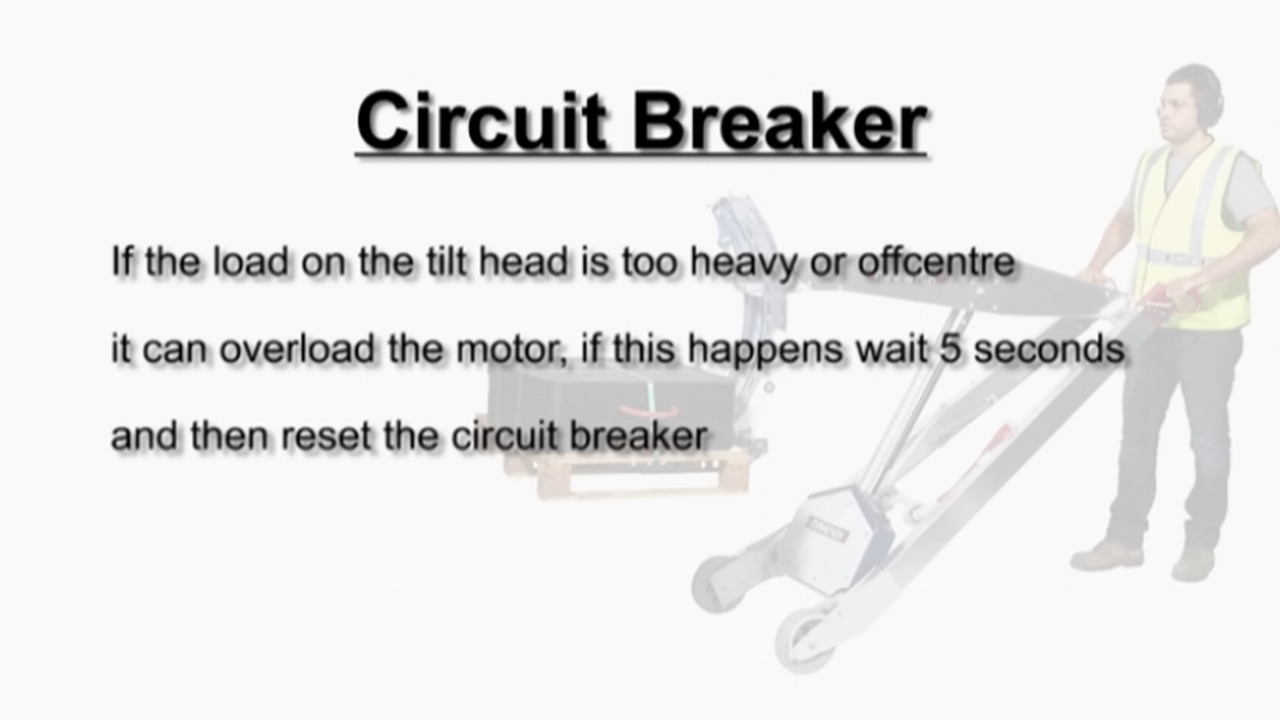 Circuit Breaker
If the load on the tilt head is too heavy or offcentre
it can overload the motor, if this happens wait 5 seconds
and then reset the circuit breaker